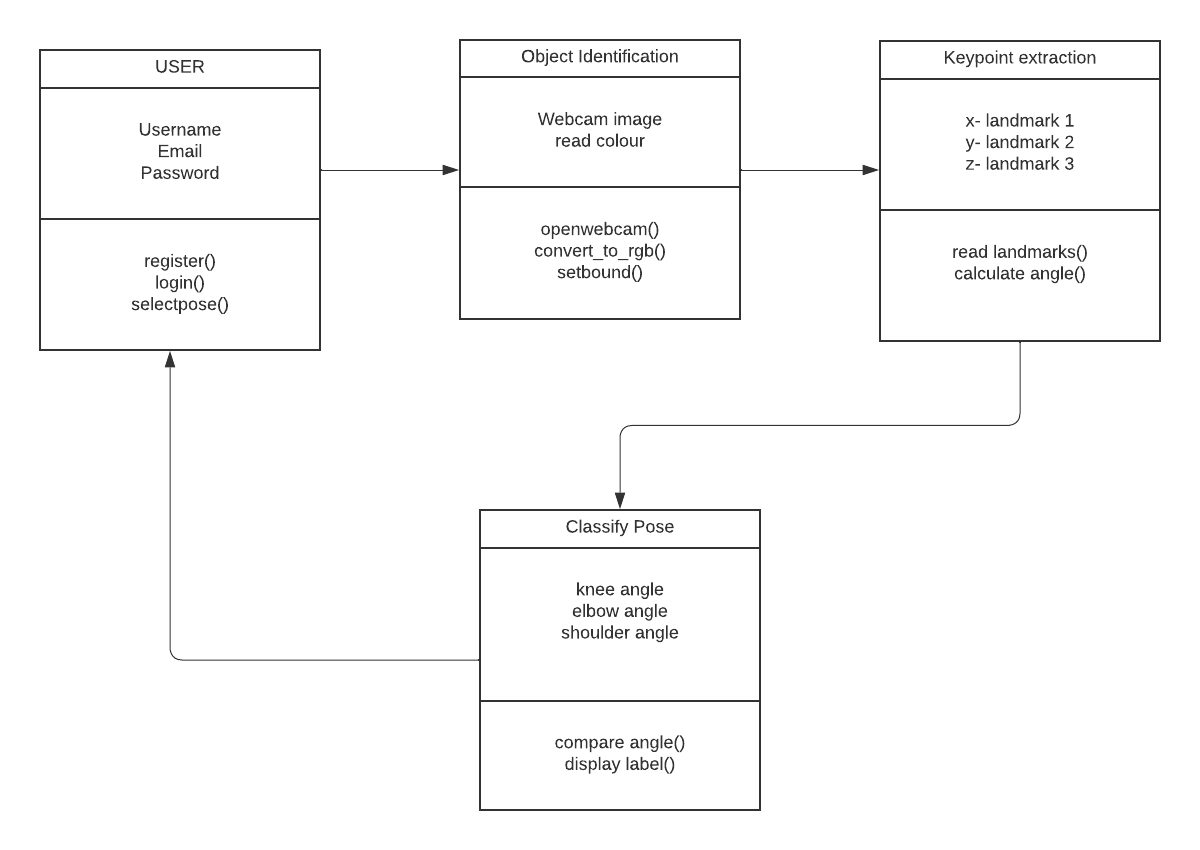 USER
Username
Email
Password
register()
login()
selectpose()
Object Identification
Webcam image
read colour
openwebcam()
convert_to_rgb()
setbound()
Keypoint extraction
x- landmark 1
y- landmark 2
z- landmark 3
read landmarks()
calculate angle()
Classify Pose
knee angle
elbow angle
shoulder angle
compare angle()
display label()